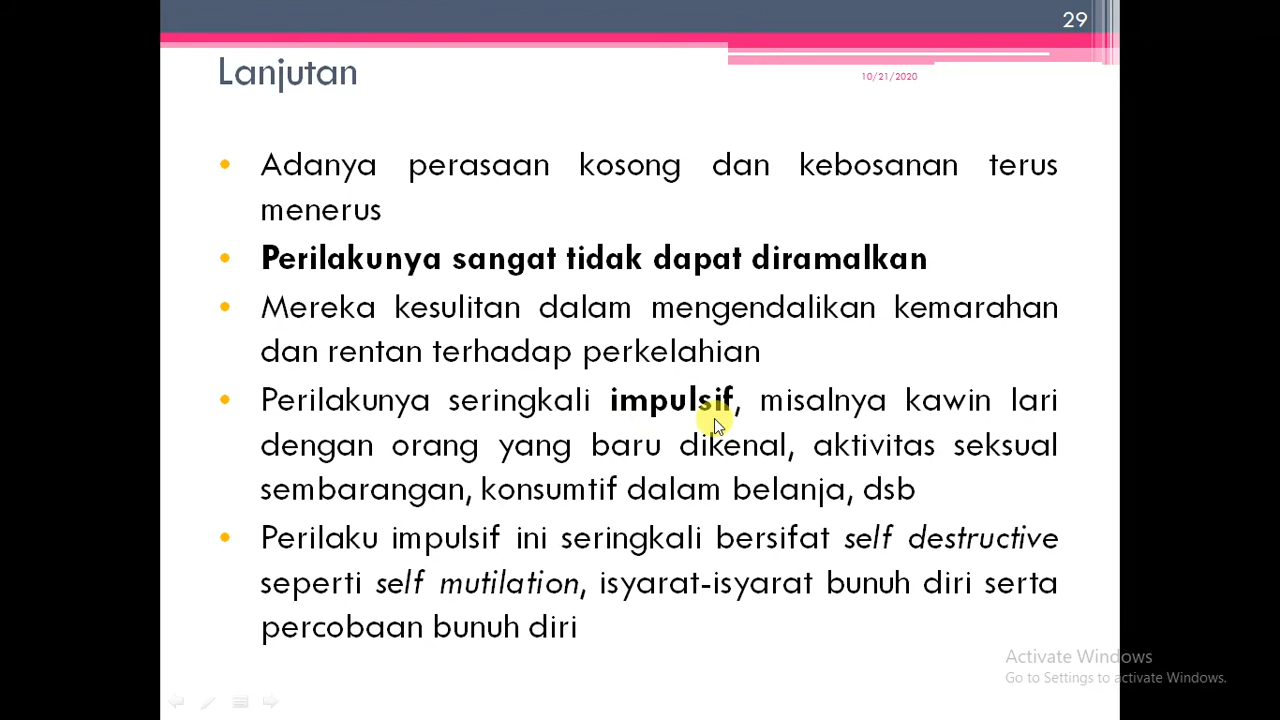 29
Lanjutan
10/21/2020
• Adanya perasaan kosong dan kebosanan terus
menerus
• Perilakunya sangat tidak dapat diramalkan
• Mereka kesulitan dalam mengendalikan kemarahan
dan rentan terhadap perkelahian
• Perilakunya seringkali impulsif, misalnya kawin lari
dengan orang yang baru dikenal, aktivitas seksual
sembarangan, konsumtif dalam belanja, dsb
• Perilaku impulsif ini seringkali bersifat self destructive
seperti self mutilation, isyarat-isyarat bunuh diri serta
percobaan bunuh diri
Activate Windows
Go to Settings to activate Windows.